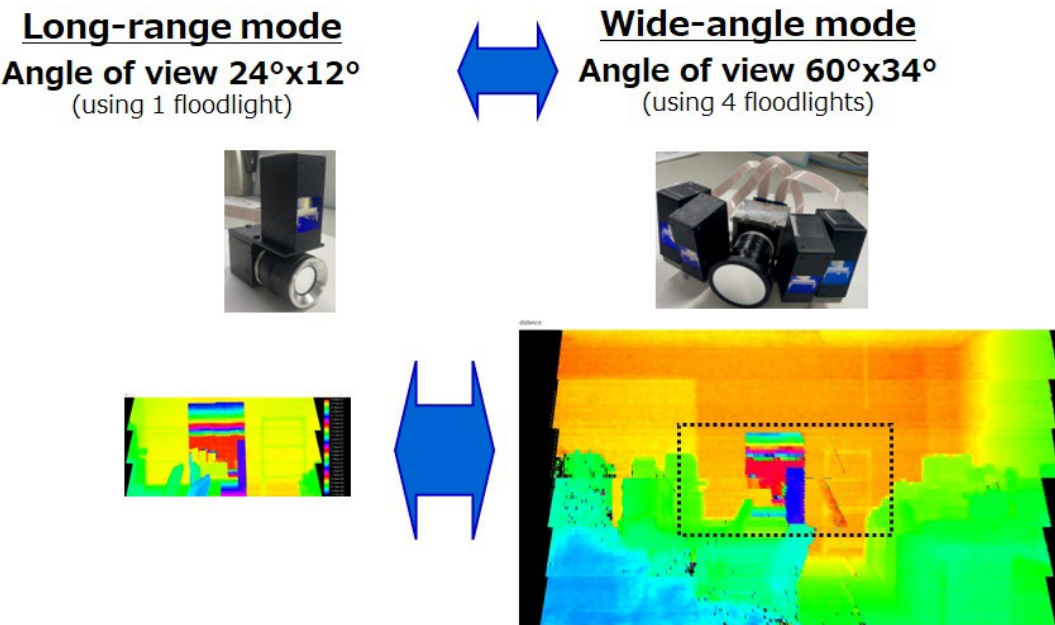 Long-range mode
Angle of view 24°x12°
(using 1 floodlight)
Wide-angle mode
Angle of view 60°x34°
(using 4 floodlights)
distance